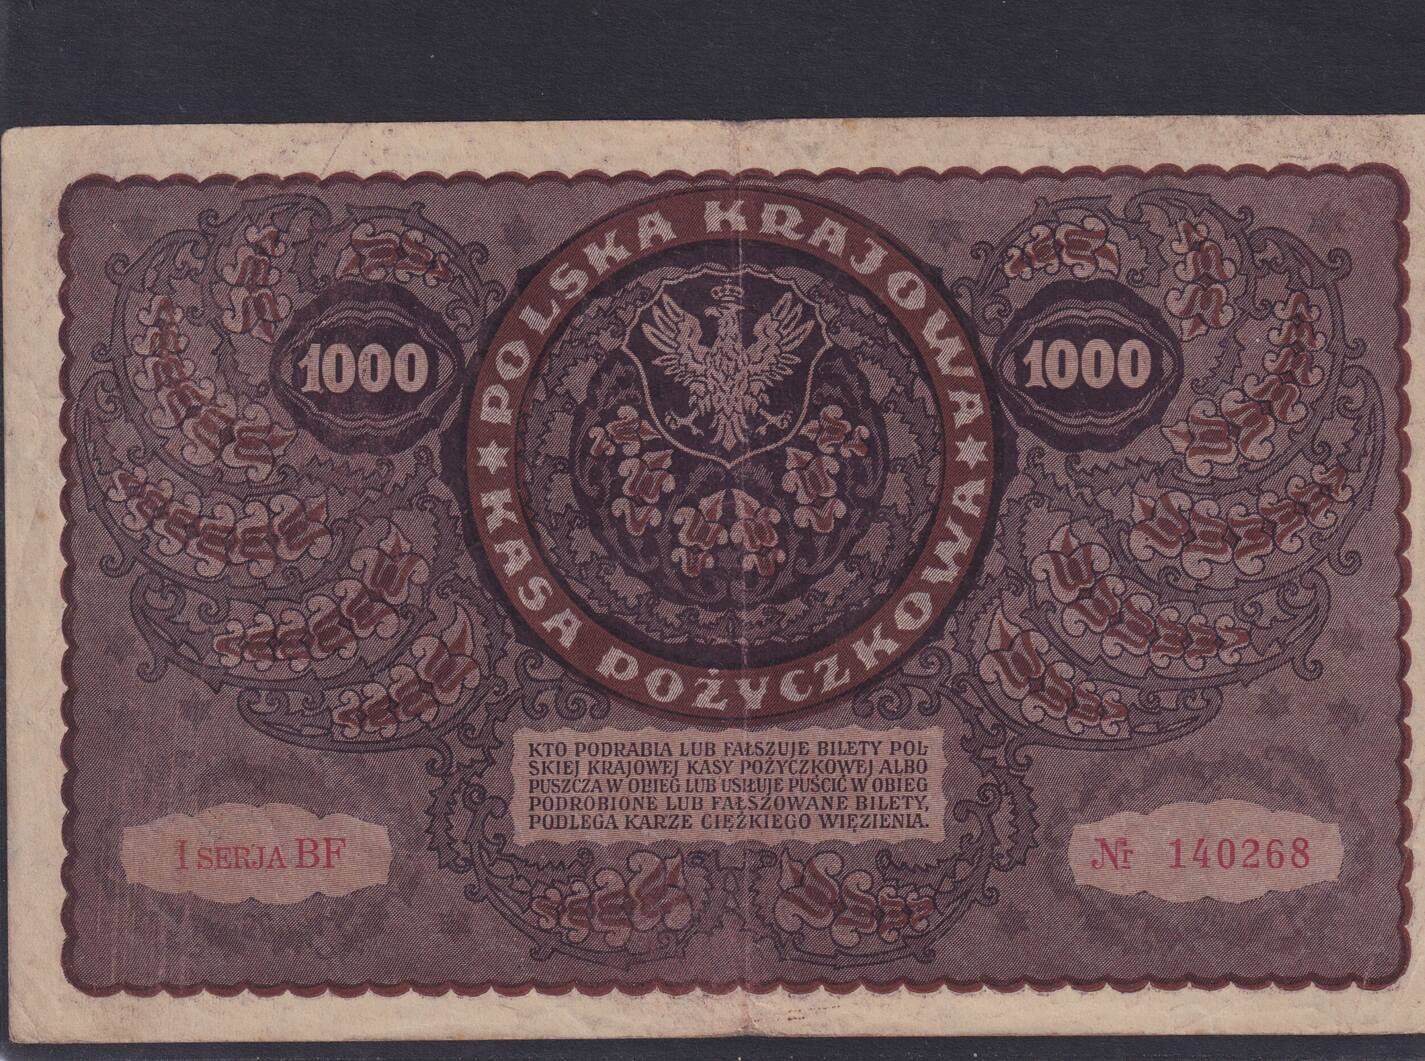 POLSKA KRAJOWA
KASA POŻYCZKOWA
1000
1000
KTO PODRABIA LUB FAŁSZUJE BILETY POL-
SKIEJ KRAJOWEJ KASY POŻYCZKOWEJ ALBO
PUSZCZA W OBIEG LUB USIŁUJE PUŚCIĆ W OBIEG
PODROBIONE LUB FAŁSZOWANE BILETY,
PODLEGA KARZE CIĘŻKIEGO WIĘZIENIA.
I SERJA BF
Nr 140268